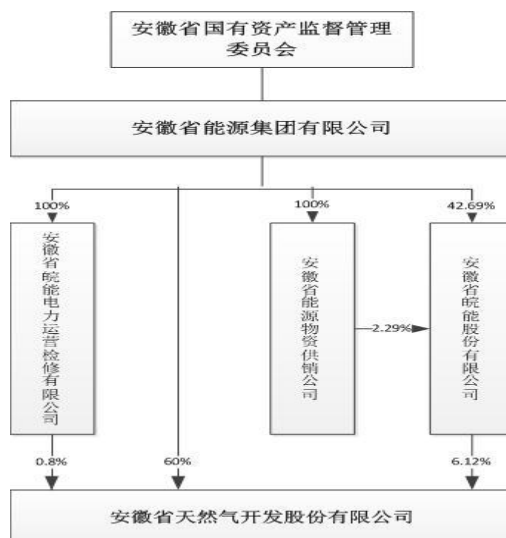 安徽省国有资产监督管理
委员会
安徽省能源集团有限公司
100%
100%
42.69%
安徽省皖能电力运营检修有限公司
安徽省能源物资供销公司
2.29%
安徽省皖能股份有限公司
0.8%
60%
6.12%
安徽省天然气开发股份有限公司